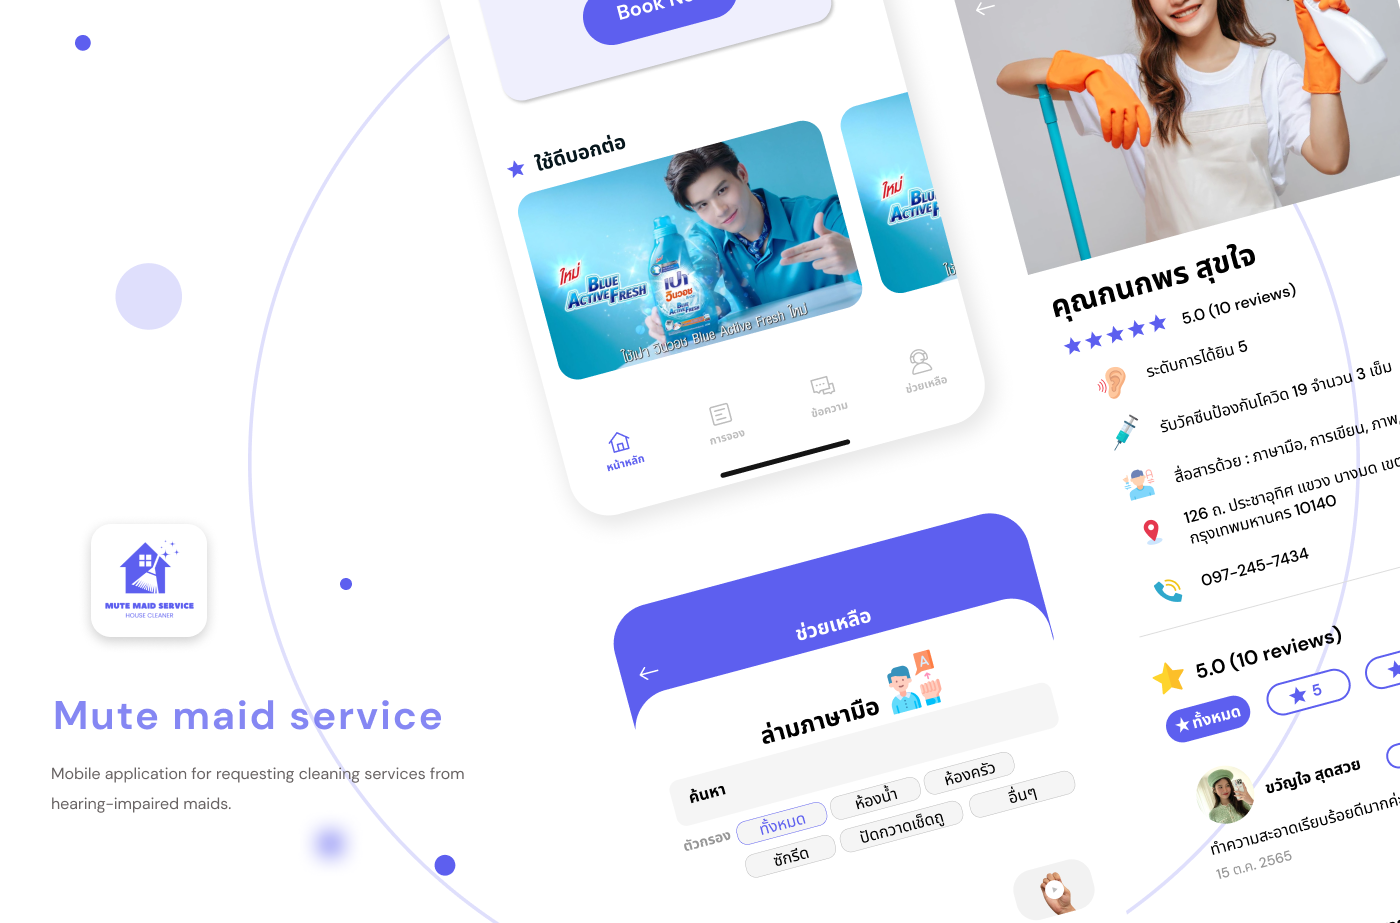 Book
ใช้ดีบอกต่อ
ใหม่
BLUE
ACTIVE FRESH
เปา
วินวอช
BLUE
ACTIVE FRESH
ใช้เปา วินวอช Blue Active Fresh ใหม่
ใหม่
หน้าหลัก
การจอง
ข้อความ
ช่วยเหลือ
คุณกนกพร สุขใจ
5.0 (10 reviews)
ระดับการได้ยิน 5
รับวัคซีนป้องกันโควิด 19 จำนวน 3 เข็ม
สื่อสารด้วย : ภาษามือ, การเขียน, ภาพ,
126 ถ. ประชาอุทิศ แขวง บางมด เขต
กรุงเทพมหานคร 10140
097-245-7434
5.0 (10 reviews)
ทั้งหมด
5
ขวัญใจ สุดสวย
ทำความสะอาดเรียบร้อยดีมากค่ะ
15 ต.ค. 2565
ช่วยเหลือ
ล่ามภาษามือ
A
ค้นหา
ตัวกรอง
ทั้งหมด
ห้องน้ำ
ห้องครัว
ซักรีด
ปัดกวาดเช็ดถู
อื่นๆ
MUTE MAID SERVICE
HOUSE CLEANER
Mute maid service
Mobile application for requesting cleaning services from
hearing-impaired maids.